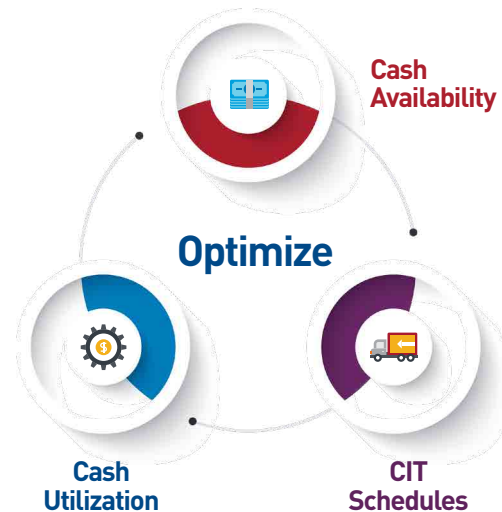 Cash
Availability
Optimize
$
Cash
Utilization
CIT
Schedules